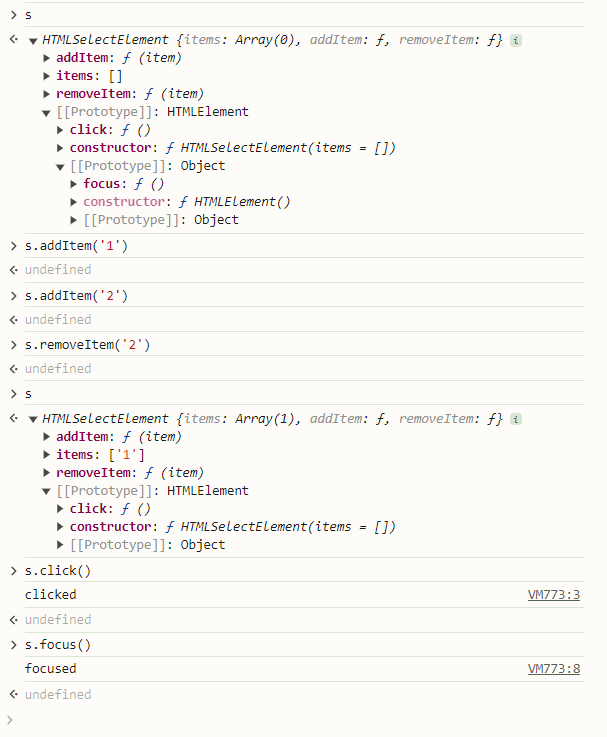 > s
HTMLSelectElement {items: Array(0), addItem: ƒ, removeItem: ƒ} i
addItem: ƒ (item)
items: []
removeItem: ƒ (item)
[[Prototype]]: HTMLElement
click: ƒ ()
constructor: ƒ HTMLSelectElement(items = [])
[[Prototype]]: Object
focus: ƒ ()
constructor: ƒ HTMLElement()
[[Prototype]]: Object
> s.addItem('1')
undefined
> s.addItem('2')
undefined
> s.removeItem('2')
undefined
> s
HTMLSelectElement {items: Array(1), addItem: ƒ, removeItem: ƒ} i
addItem: ƒ (item)
items: ['1']
removeItem: ƒ (item)
[[Prototype]]: HTMLElement
click: ƒ ()
constructor: ƒ HTMLSelectElement(items = [])
[[Prototype]]: Object
> s.click()
clicked VM773:3
undefined
> s.focus()
focused VM773:8
undefined
>